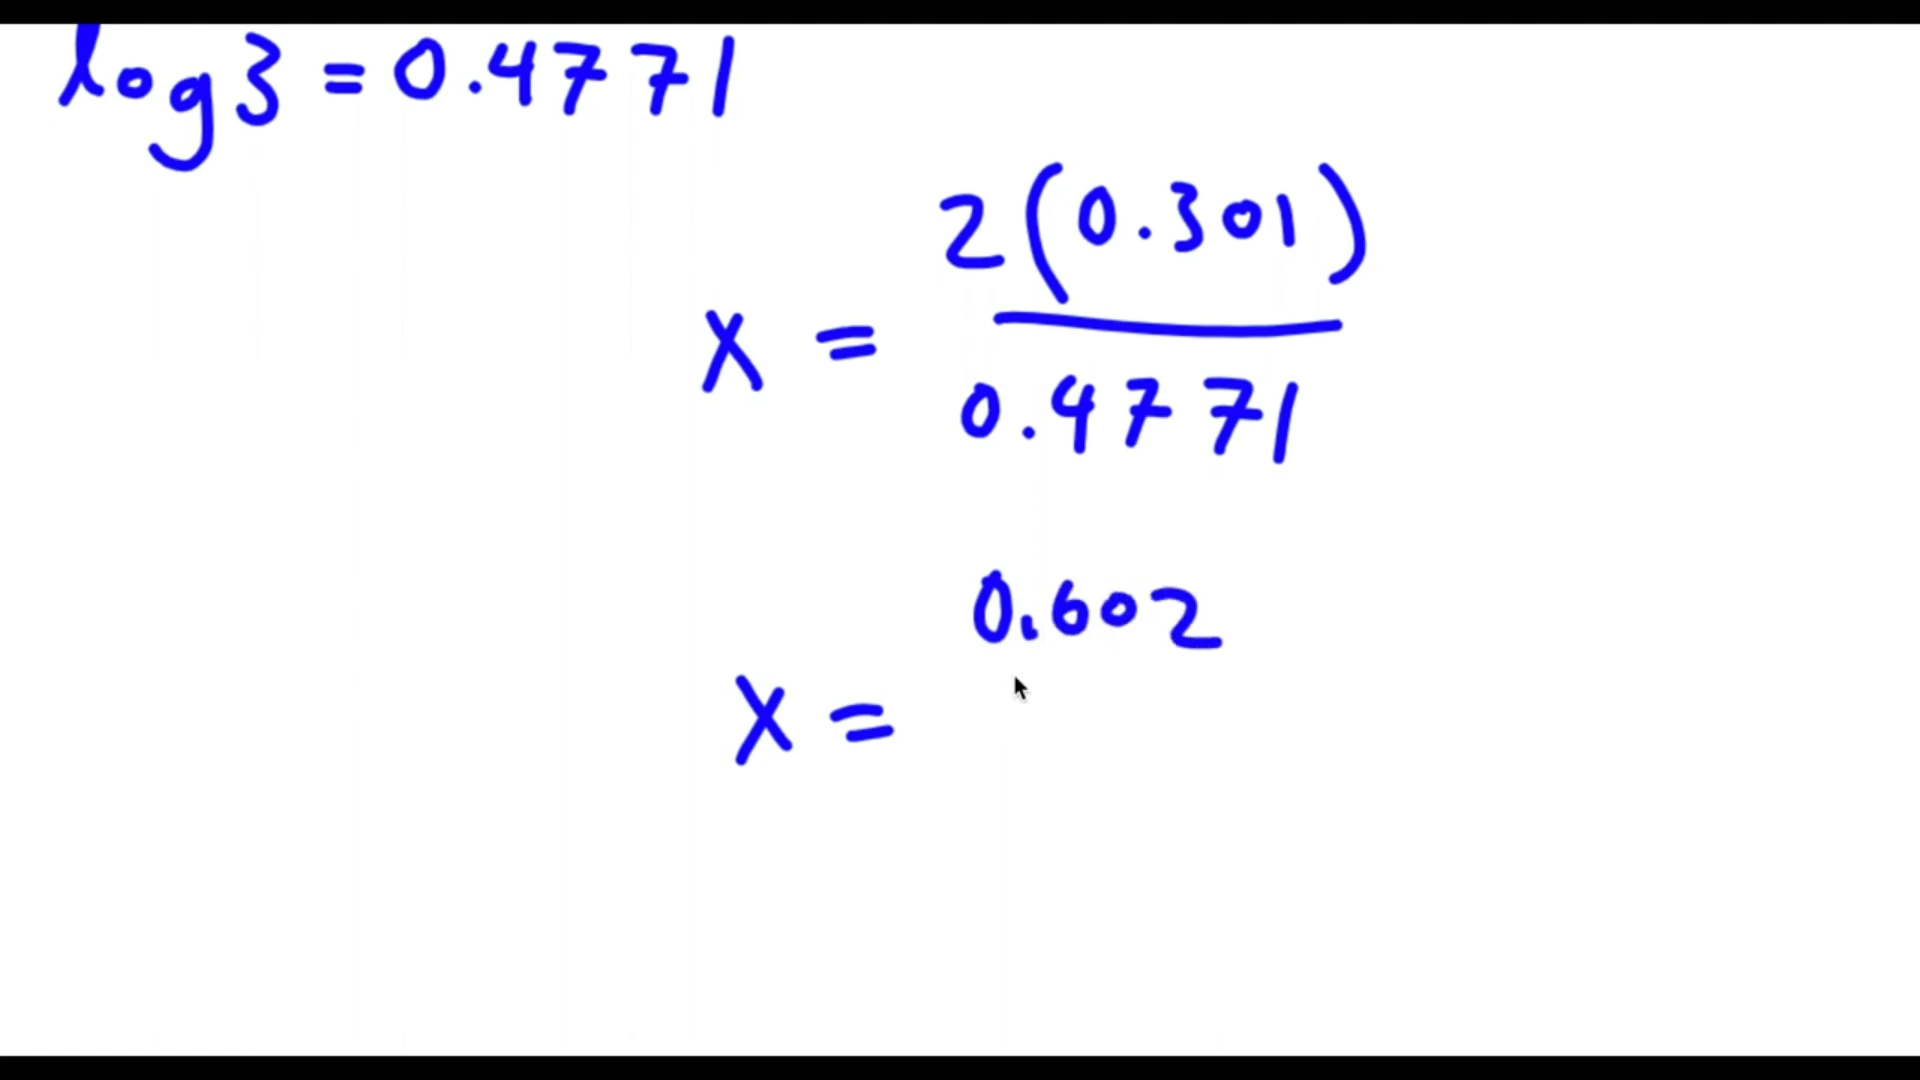 log3 = 0.4771
2(0.301)
x =
0.4771
0.602
x =